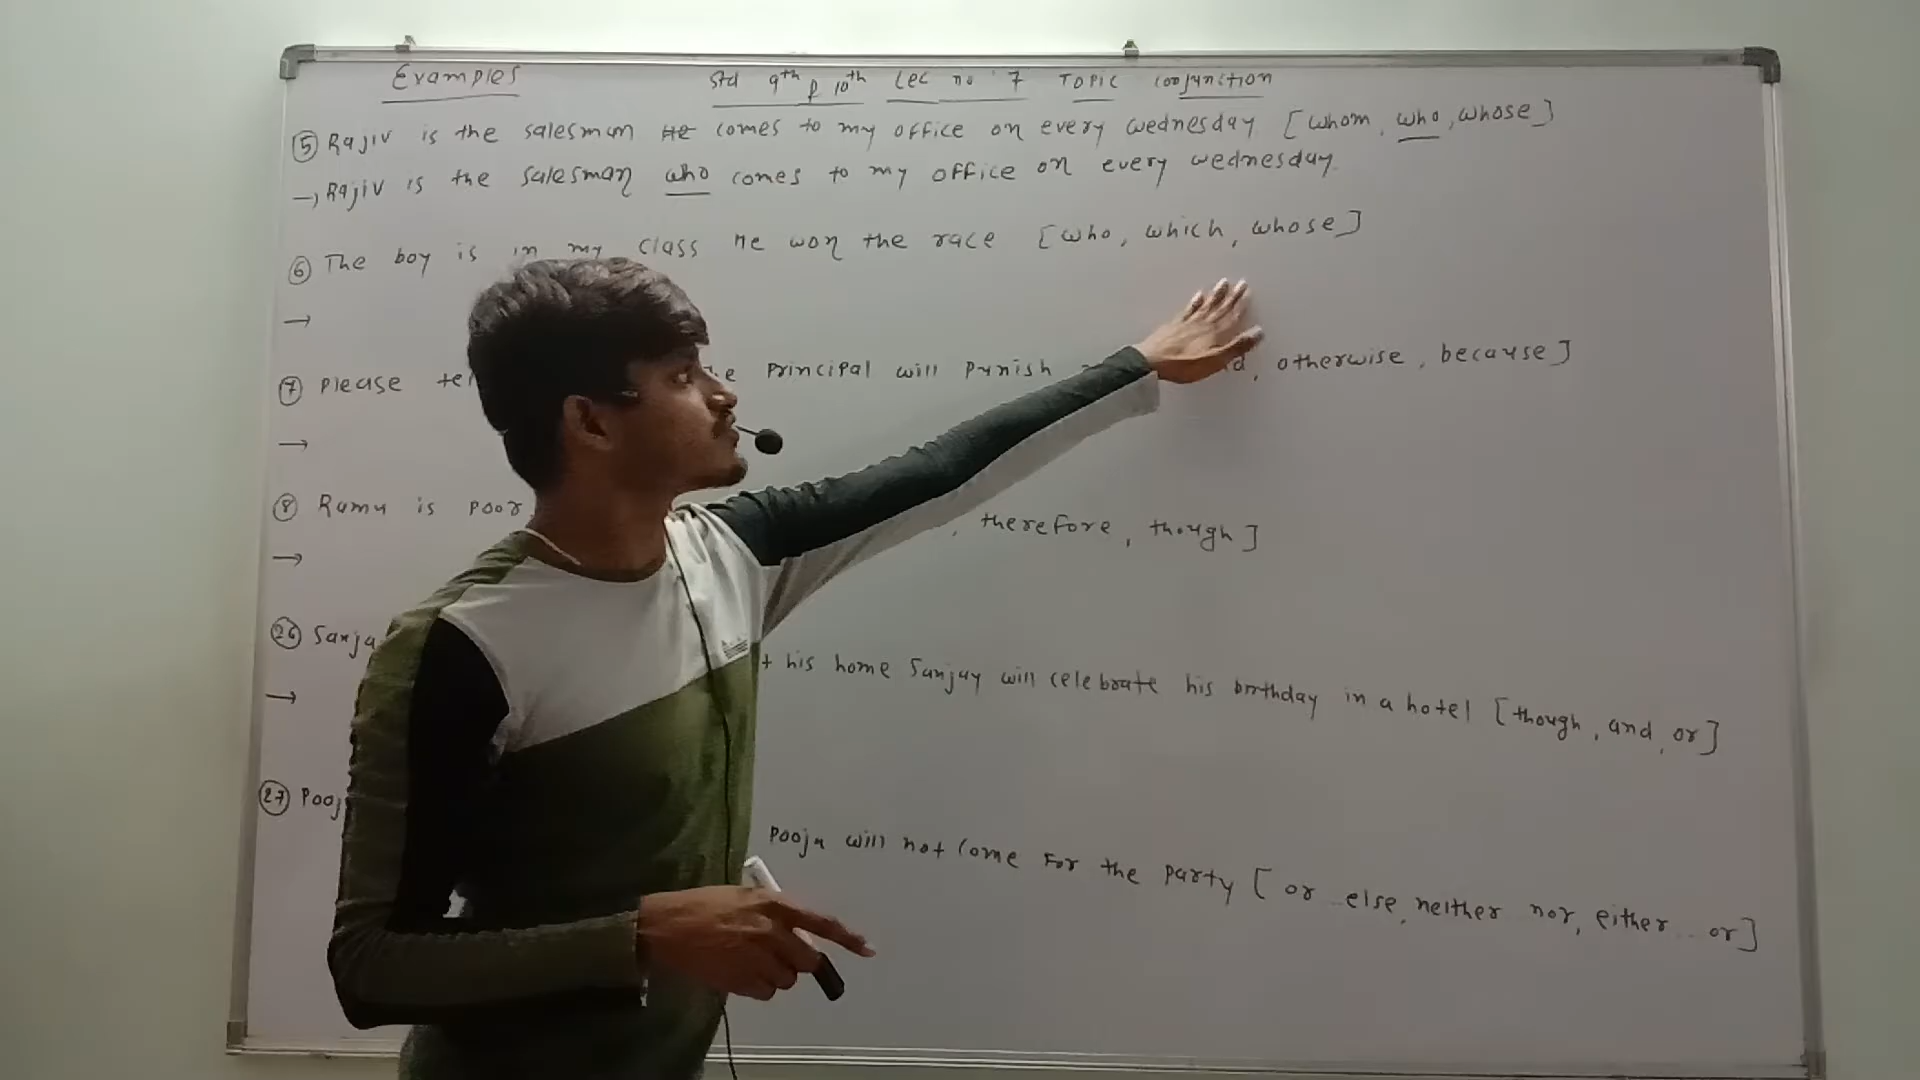 Examples Std 9th & 10th Lec no 7 Topic conjunction
5 Rajiv is the salesman He comes to my office on every wednesday [whom, who, whose]
→ Rajiv is the salesman who comes to my office on every wednesday.
6 The boy is in my class He won the race [who, which, whose]
→
7 Please principal will punish otherwise, because]
→
8 Ramu is poor therefore, though]
→
26 his home Sanjay will celebrate his birthday in a hotel [though, and, or]
→
27 Pooja will not come for the party [or else, neither nor, either .. or]